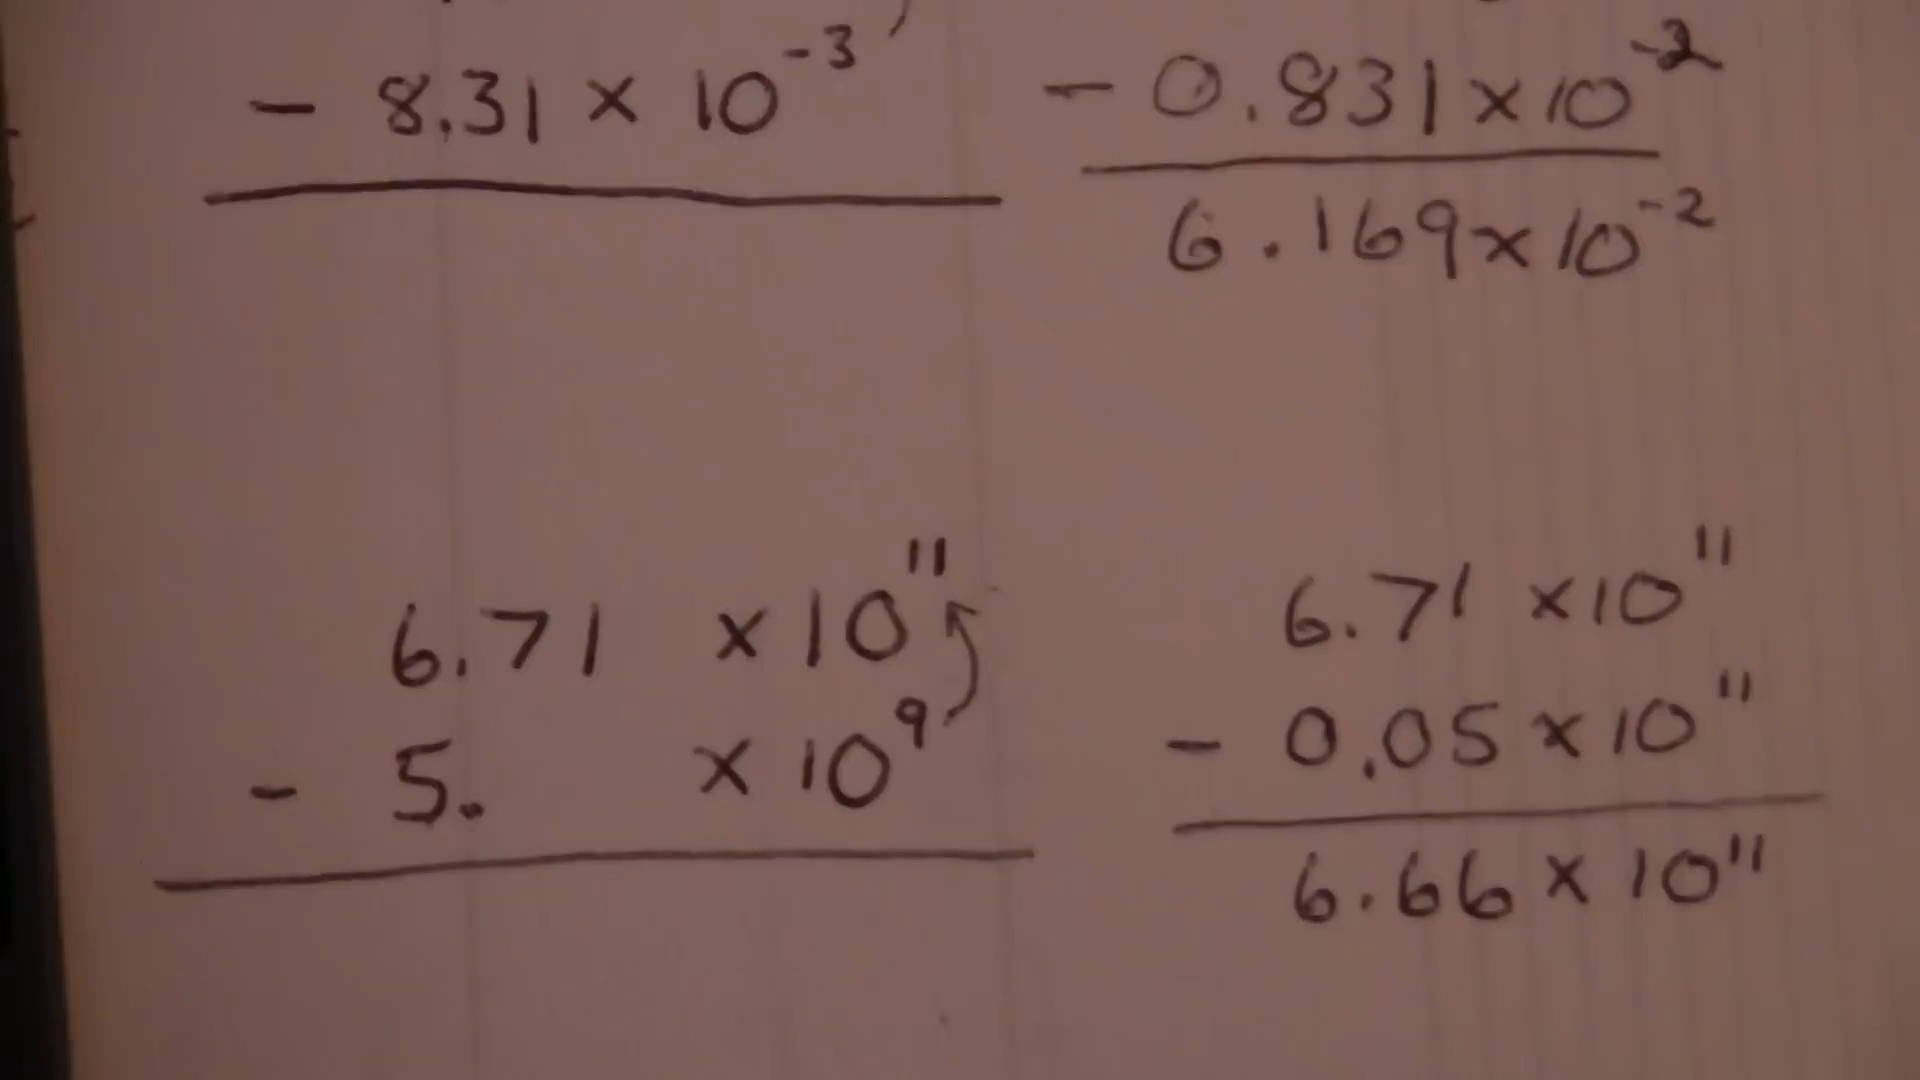 - 8.31 × 10⁻³
- 0.831 × 10⁻²
6.169 × 10⁻²
6.71 × 10¹¹
- 5. × 10⁹
6.71 × 10¹¹
- 0.05 × 10¹¹
6.66 × 10¹¹